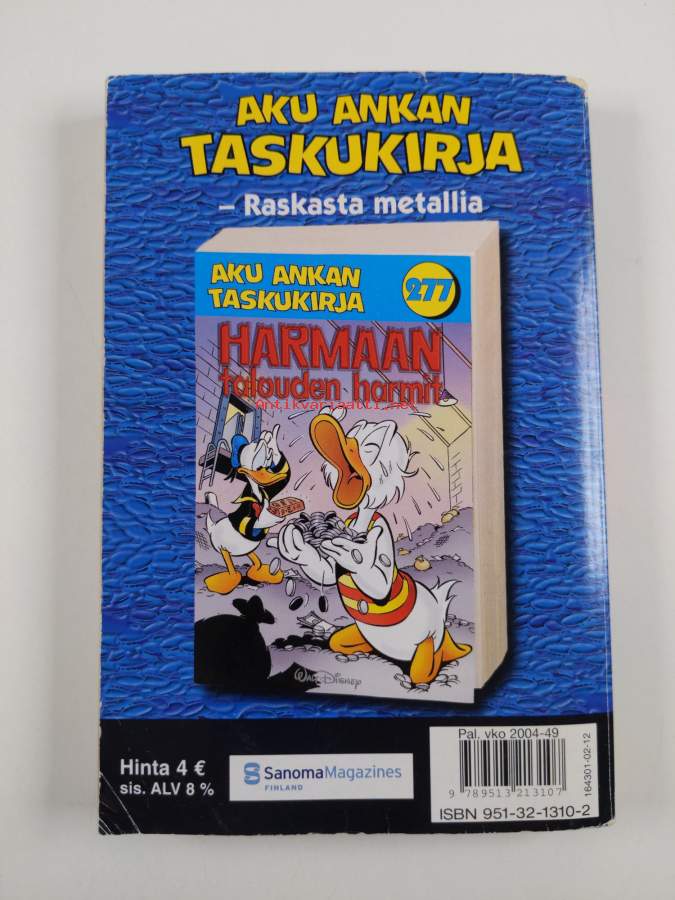 AKU ANKAN
TASKUKIRJA
– Raskasta metallia
AKU ANKAN
TASKUKIRJA
277
HARMAAN
talouden harmit
Antikvariaatti.net
WALT DISNEY
Hinta 4 €
sis. ALV 8 %
SanomaMagazines
FINLAND
Pal. vko 2004-49
9 789513 213107
ISBN 951-32-1310-2
164301-02-12